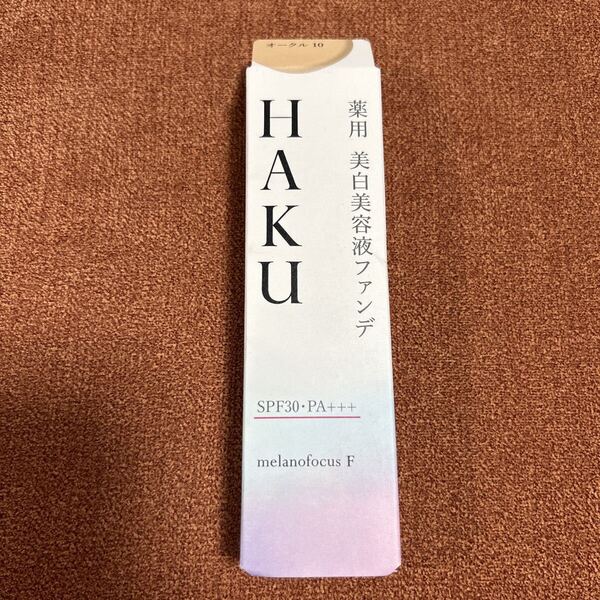 オークル 10
HAKU
薬用 美白美容液ファンデ
SPF30・PA+++
melanofocus F